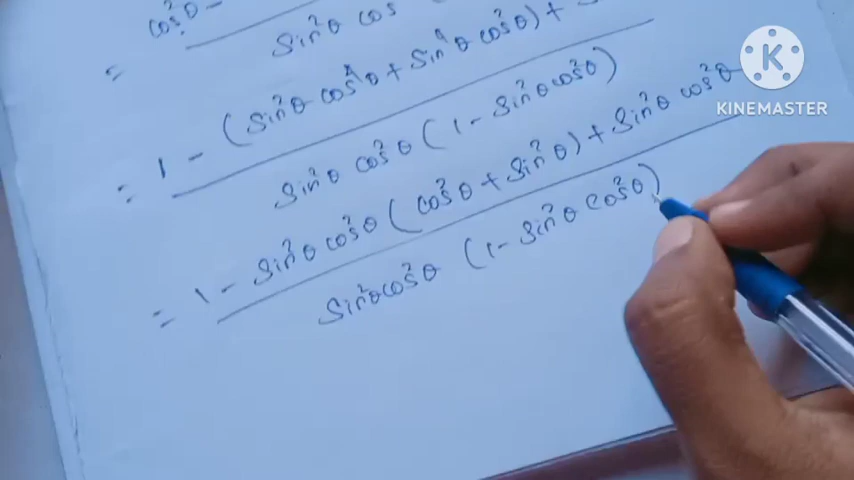 cos²θ -
sin²θ cos
=
1 - (sin²θ cos⁴θ + sin⁴θ cos²θ) +
= sin²θ cos²θ (1 - sin²θ cos²θ)
1 - sin²θ cos²θ (cos²θ + sin²θ) + sin²θ cos²θ
= sin²θ cos²θ (1 - sin²θ cos²θ)
KINEMASTER